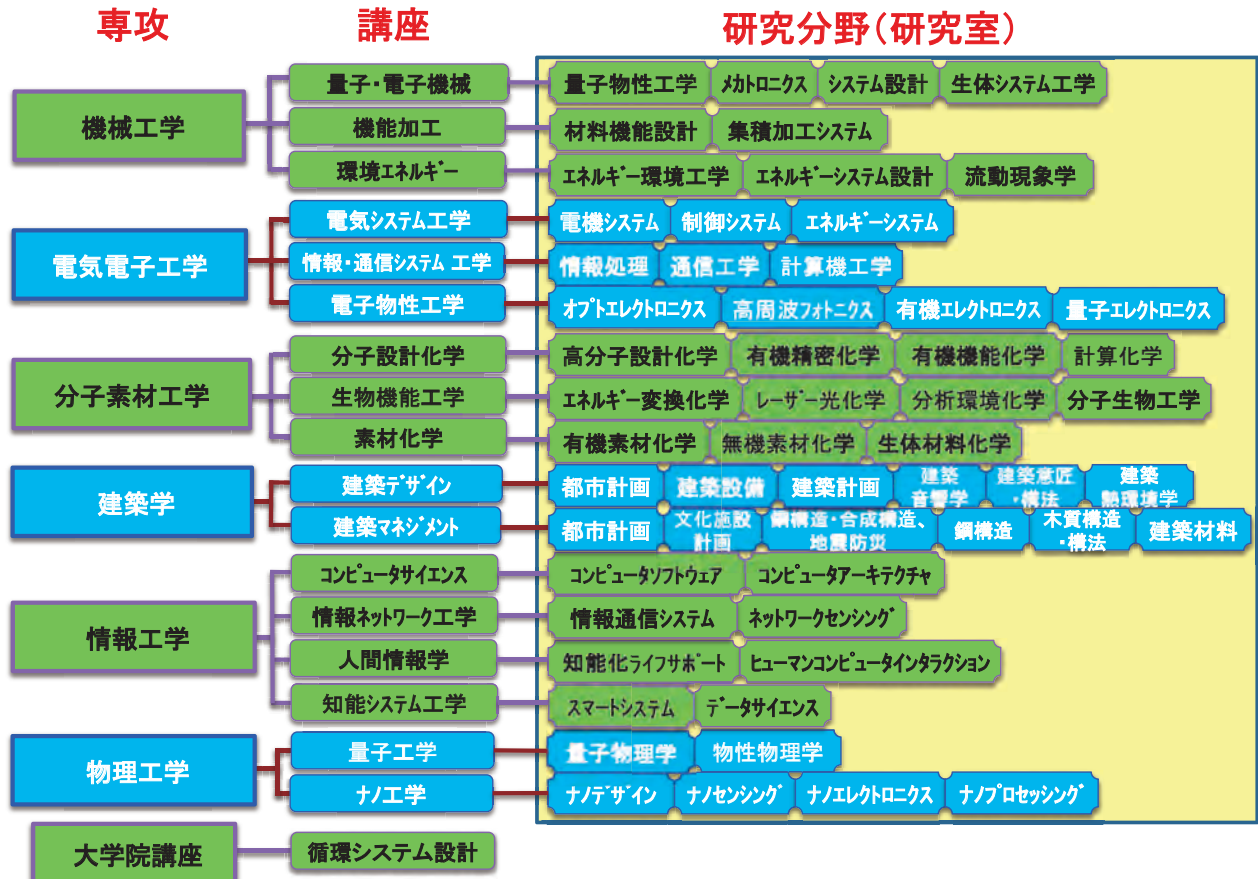 専攻 講座 研究分野(研究室)
機械工学
量子・電子機械 量子物性工学 メカトロニクス システム設計 生体システム工学
機能加工 材料機能設計 集積加工システム
環境エネルギー エネルギー環境工学 エネルギーシステム設計 流動現象学
電気電子工学
電気システム工学 電機システム 制御システム エネルギーシステム
情報・通信システム 工学 情報処理 通信工学 計算機工学
電子物性工学 オプトエレクトロニクス 高周波フォトニクス 有機エレクトロニクス 量子エレクトロニクス
分子素材工学
分子設計化学 高分子設計化学 有機精密化学 有機機能化学 計算化学
生物機能工学 エネルギー変換化学 レーザー光化学 分析環境化学 分子生物工学
素材化学 有機素材化学 無機素材化学 生体材料化学
建築学
建築デザイン 都市計画 建築設備 建築計画 建築音響学 建築意匠・構法 建築熱環境学
建築マネジメント 都市計画 文化施設計画 鋼構造・合成構造、地震防災 鋼構造 木質構造・構法 建築材料
情報工学
コンピュータサイエンス コンピュータソフトウェア コンピュータアーキテクチャ
情報ネットワーク工学 情報通信システム ネットワークセンシング
人間情報学 知能化ライフサポート ヒューマンコンピュータインタラクション
知能システム工学 スマートシステム データサイエンス
物理工学
量子工学 量子物理学 物性物理学
ナノ工学 ナノデザイン ナノセンシング ナノエレクトロニクス ナノプロセッシング
大学院講座 循環システム設計